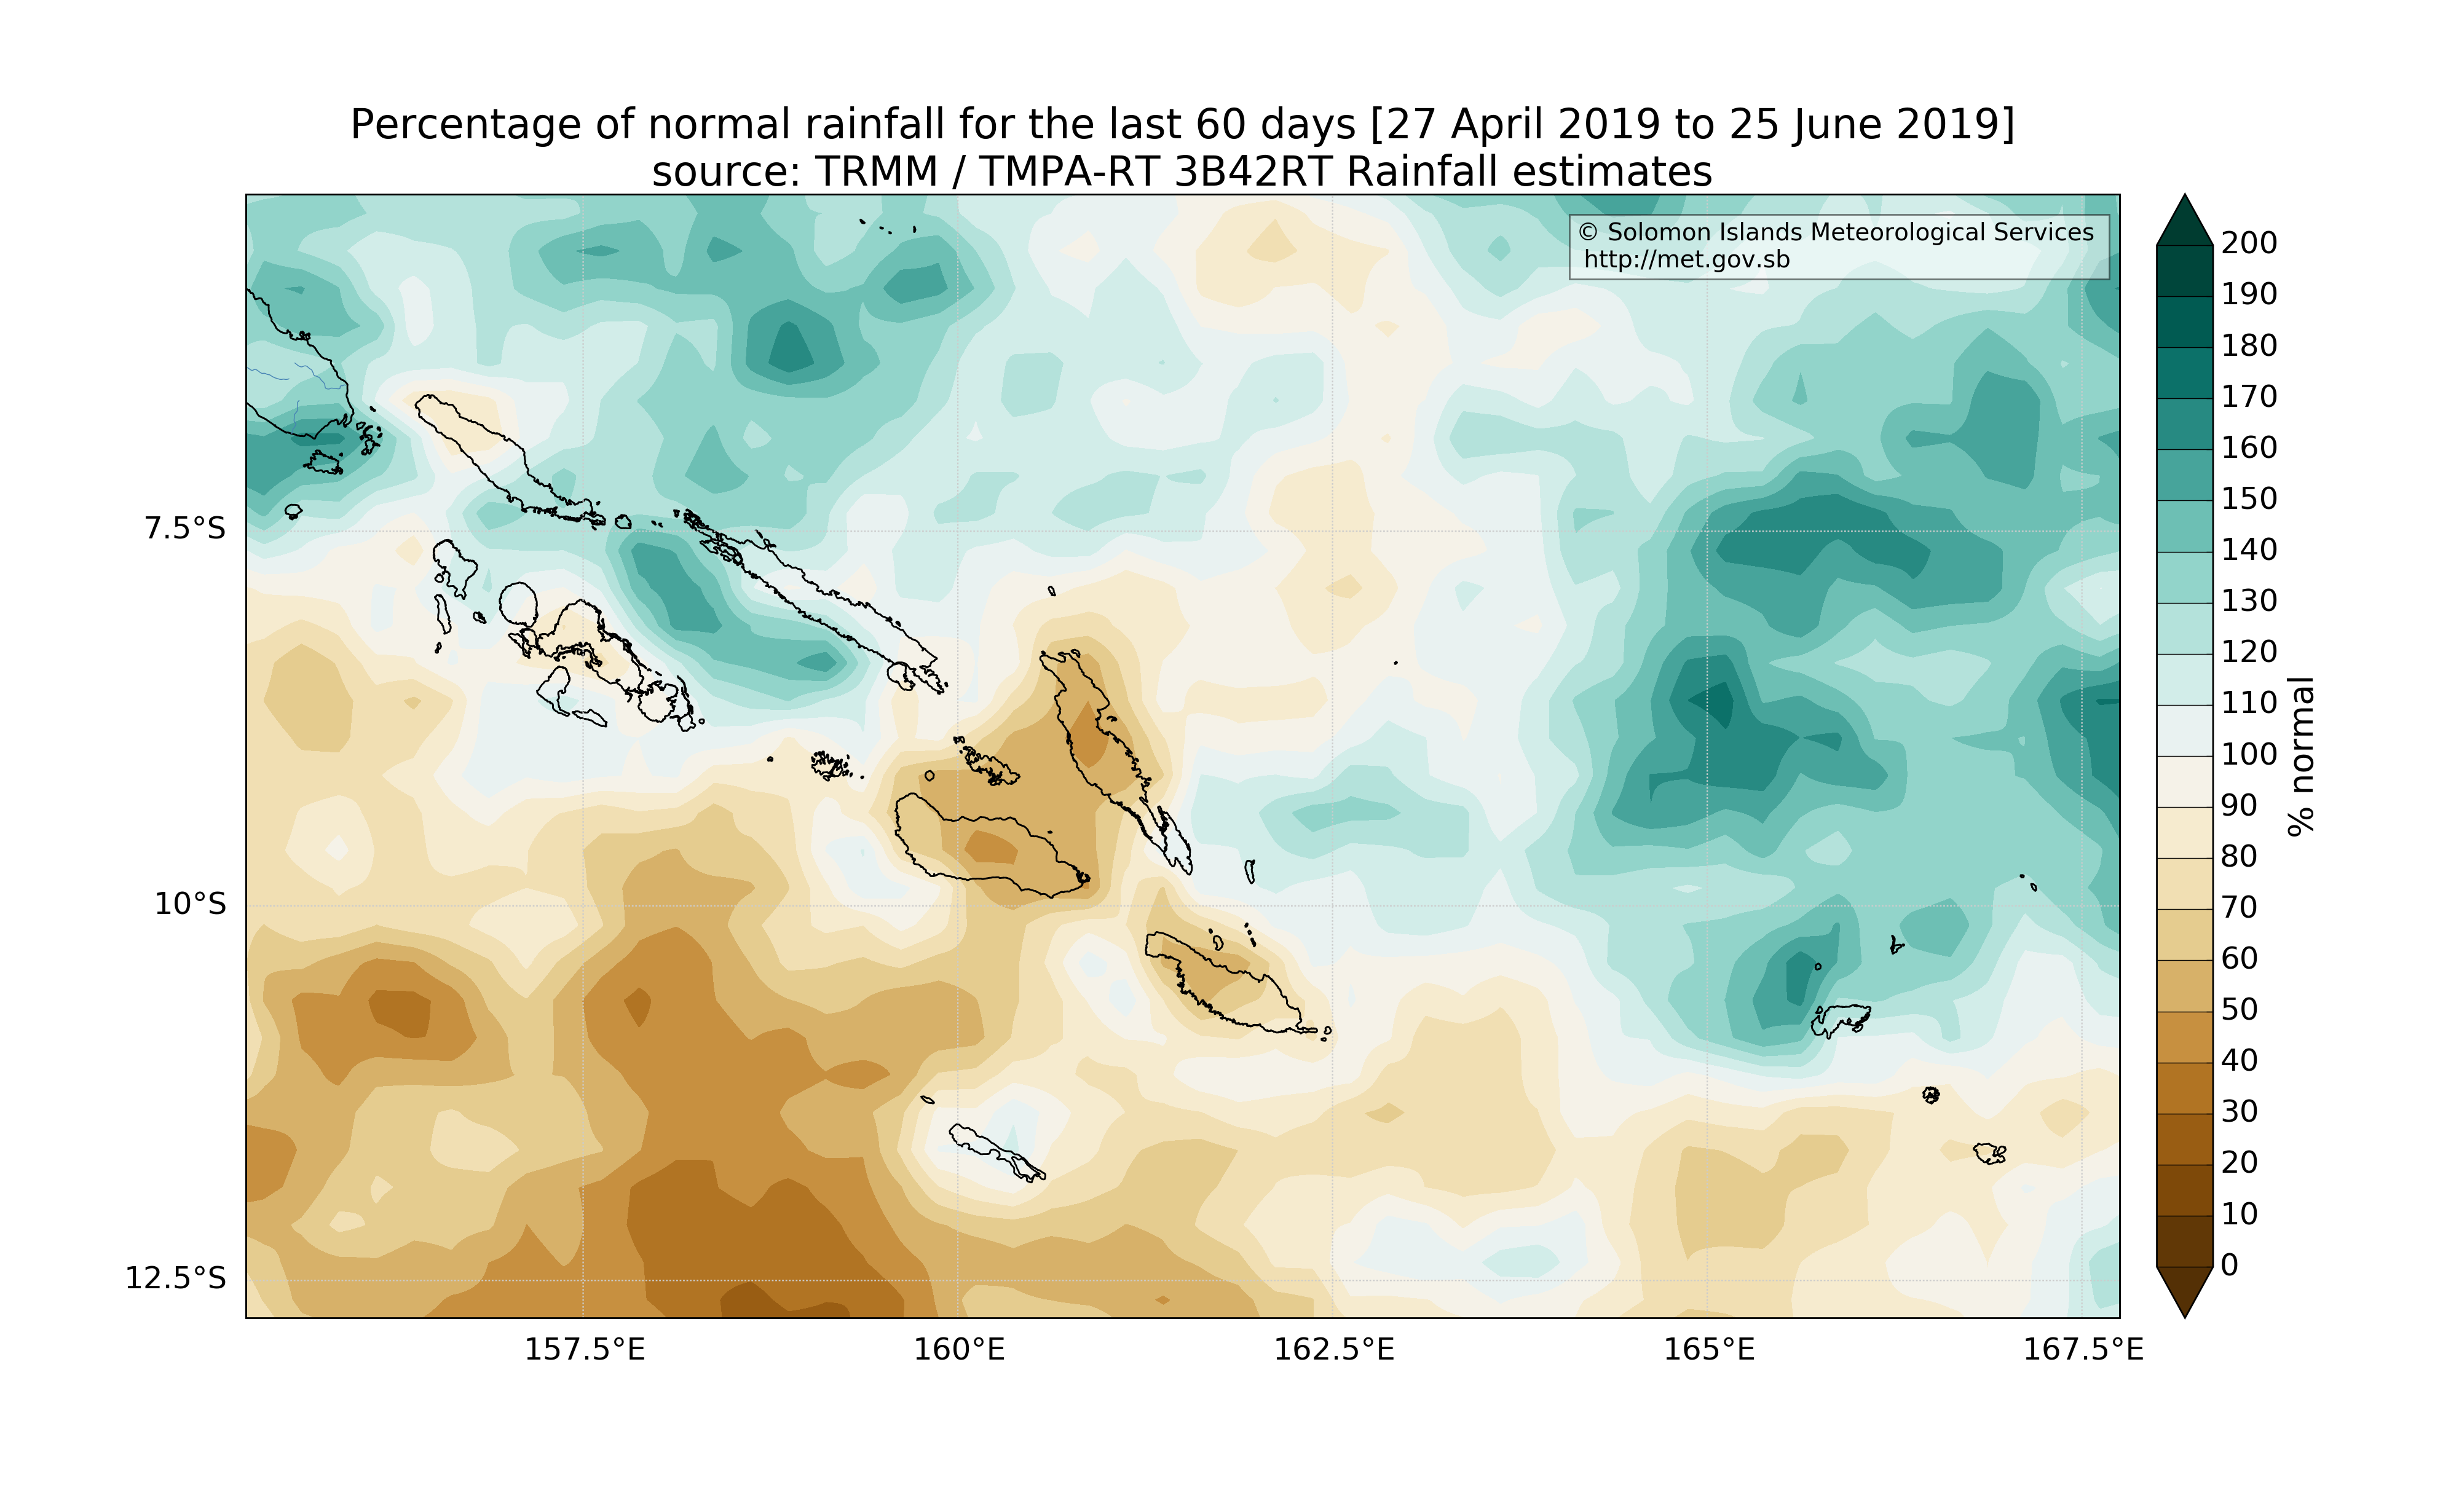 Percentage of normal rainfall for the last 60 days [27 April 2019 to 25 June 2019]
source: TRMM / TMPA-RT 3B42RT Rainfall estimates
© Solomon Islands Meteorological Services
http://met.gov.sb
7.5°S
10°S
12.5°S
157.5°E
160°E
162.5°E
165°E
167.5°E
200
190
180
170
160
150
140
130
120
110
100
90
80
70
60
50
40
30
20
10
0
% normal